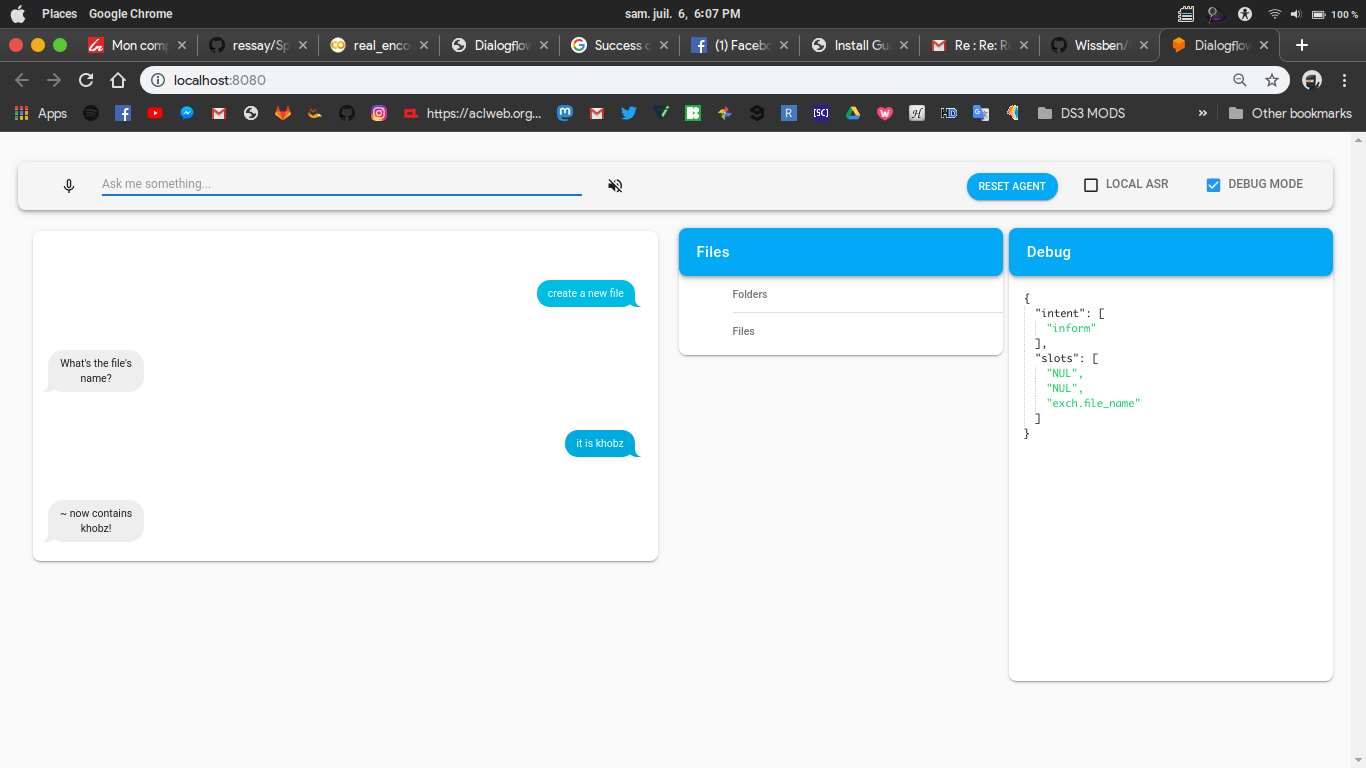 Places Google Chrome sam. juil. 6, 6:07 PM 100 %
Mon comp ressay/Sp real_enco Dialogflow Success o (1) Facebo Install Gu Re : Re: Re Wissben/ Dialogflow
localhost:8080
Apps https://aclweb.org... R [SC] H HD DS3 MODS » Other bookmarks
Ask me something... RESET AGENT LOCAL ASR DEBUG MODE
create a new file
What's the file's
name?
it is khobz
~ now contains
khobz!
Files
Folders
Files
Debug
{
"intent": [
"inform"
],
"slots": [
"NUL",
"NUL",
"exch.file_name"
]
}